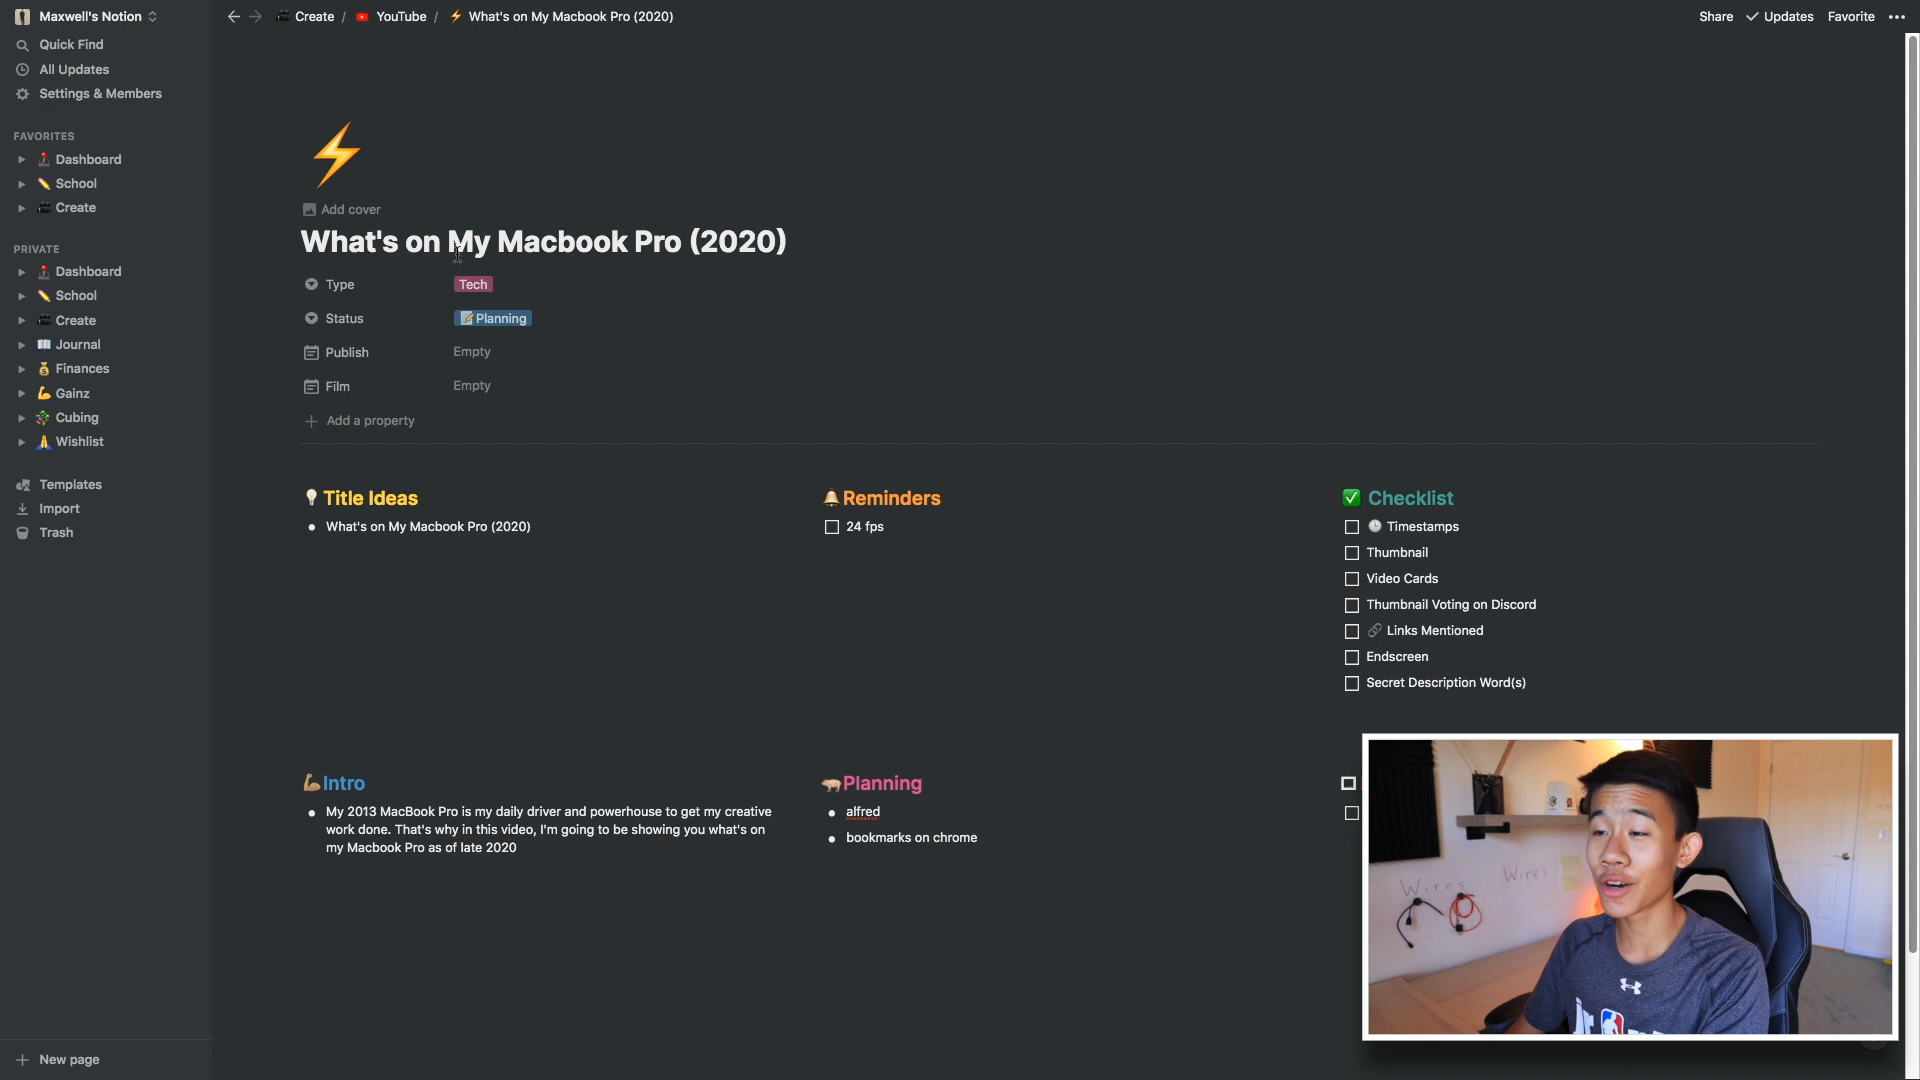 Maxwell's Notion
Create / YouTube / What's on My Macbook Pro (2020)
Share
Updates
Favorite
Quick Find
All Updates
Settings & Members
FAVORITES
Dashboard
School
Create
PRIVATE
Dashboard
School
Create
Journal
Finances
Gainz
Cubing
Wishlist
Templates
Import
Trash
New page
Add cover
What's on My Macbook Pro (2020)
Type Tech
Status Planning
Publish Empty
Film Empty
Add a property
Title Ideas
What's on My Macbook Pro (2020)
Reminders
24 fps
Checklist
Timestamps
Thumbnail
Video Cards
Thumbnail Voting on Discord
Links Mentioned
Endscreen
Secret Description Word(s)
Intro
My 2013 MacBook Pro is my daily driver and powerhouse to get my creative
work done. That's why in this video, I'm going to be showing you what's on
my Macbook Pro as of late 2020
Planning
alfred
bookmarks on chrome
Wires
Wires